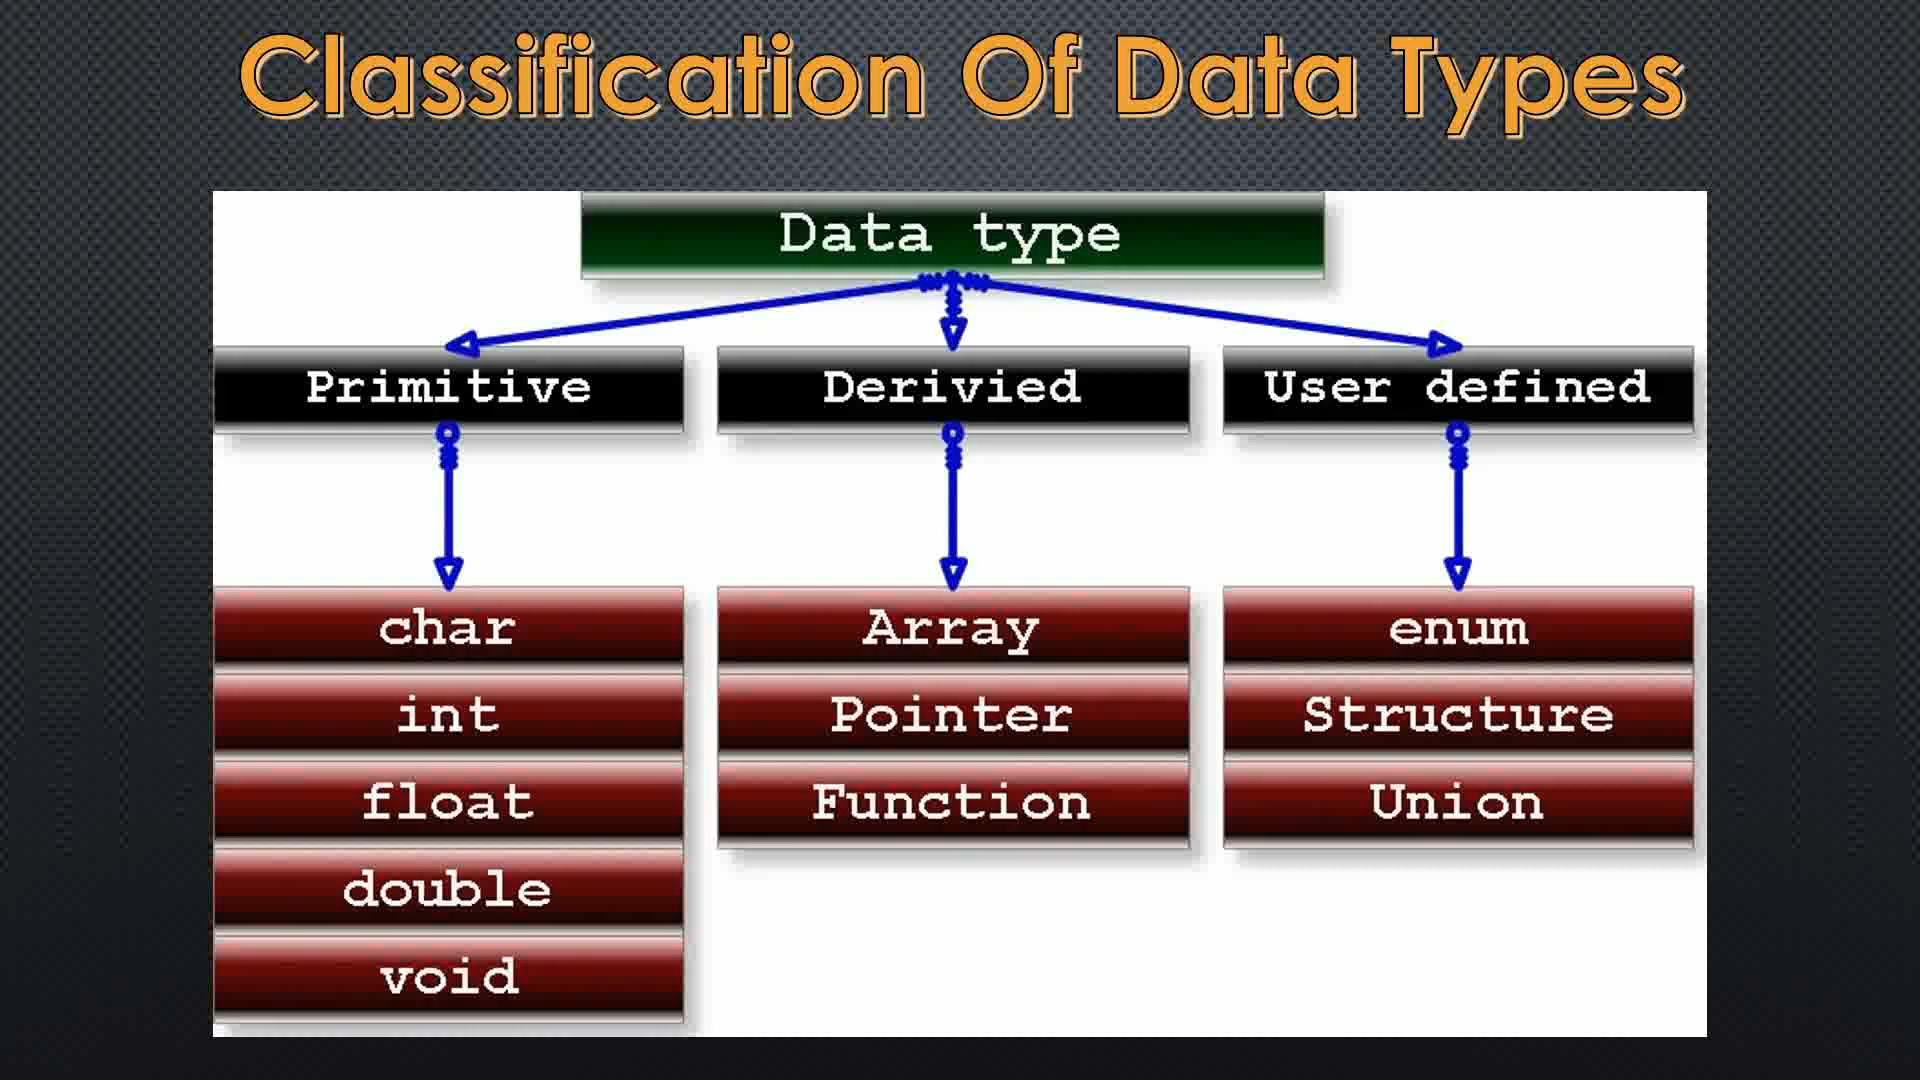 Classification Of Data Types
Data type
Primitive
Derivied
User defined
char
int
float
double
void
Array
Pointer
Function
enum
Structure
Union